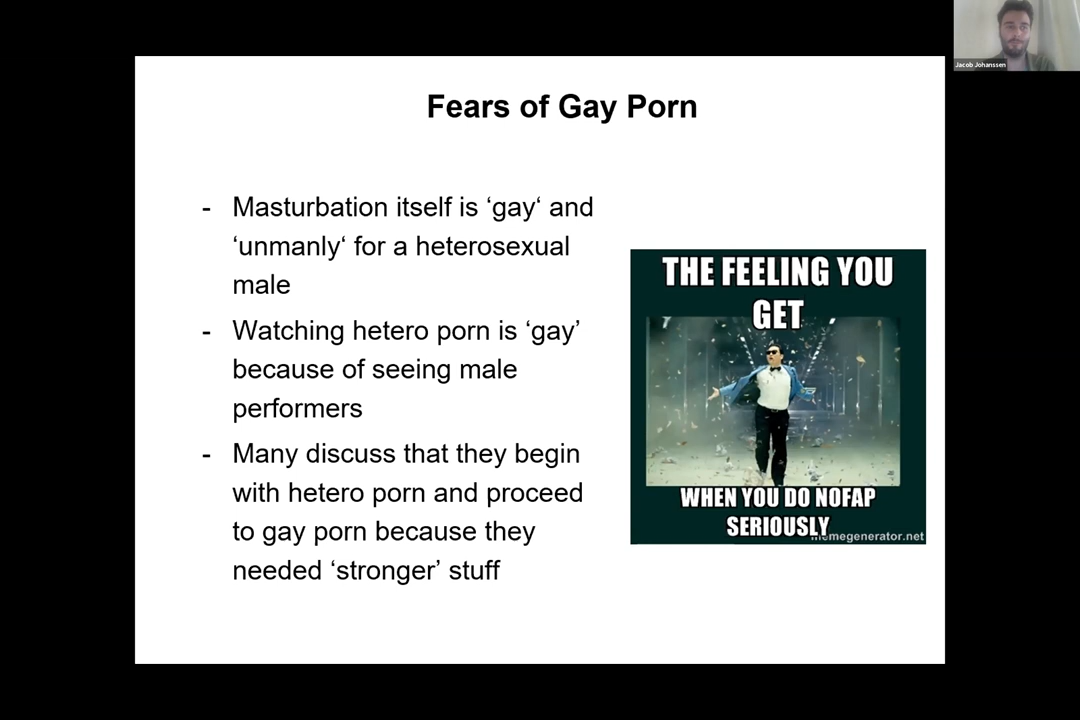 Jacob Johanssen
Fears of Gay Porn
- Masturbation itself is ‘gay‘ and
‘unmanly‘ for a heterosexual
male
- Watching hetero porn is ‘gay’
because of seeing male
performers
- Many discuss that they begin
with hetero porn and proceed
to gay porn because they
needed ‘stronger’ stuff
THE FEELING YOU
GET
WHEN YOU DO NOFAP
SERIOUSLY
memegenerator.net